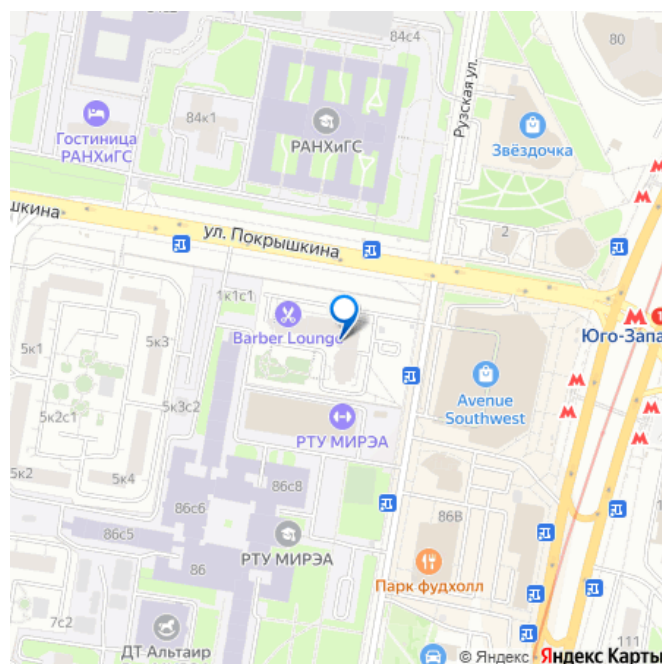 84с4
80
Рузская ул.
84к1
РАНХиГС
Гостиница
РАНХиГС
Звёздочка
шкина
ул. Покрышкина
2
1к1с1
Barber Lounge
5к1
5к3
Юго-Запа
Avenue
Southwest
5к2с1
5к3с2
РТУ МИРЭА
5к2
5к4
86с8
86с6
86с5
86В
РТУ МИРЭА
86
Парк фудхолл
7с2
ДТ Альтаир
111
© Яндекс Яндекс Карты